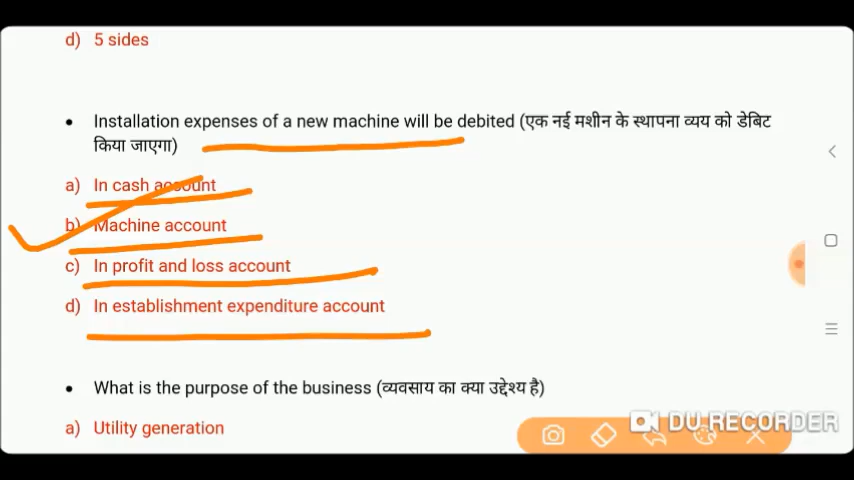 d) 5 sides
• Installation expenses of a new machine will be debited (एक नई मशीन के स्थापना व्यय को डेबिट
किया जाएगा)
a) In cash account
b) Machine account
c) In profit and loss account
d) In establishment expenditure account
• What is the purpose of the business (व्यवसाय का क्या उद्देश्य है)
a) Utility generation
DU RECORDER